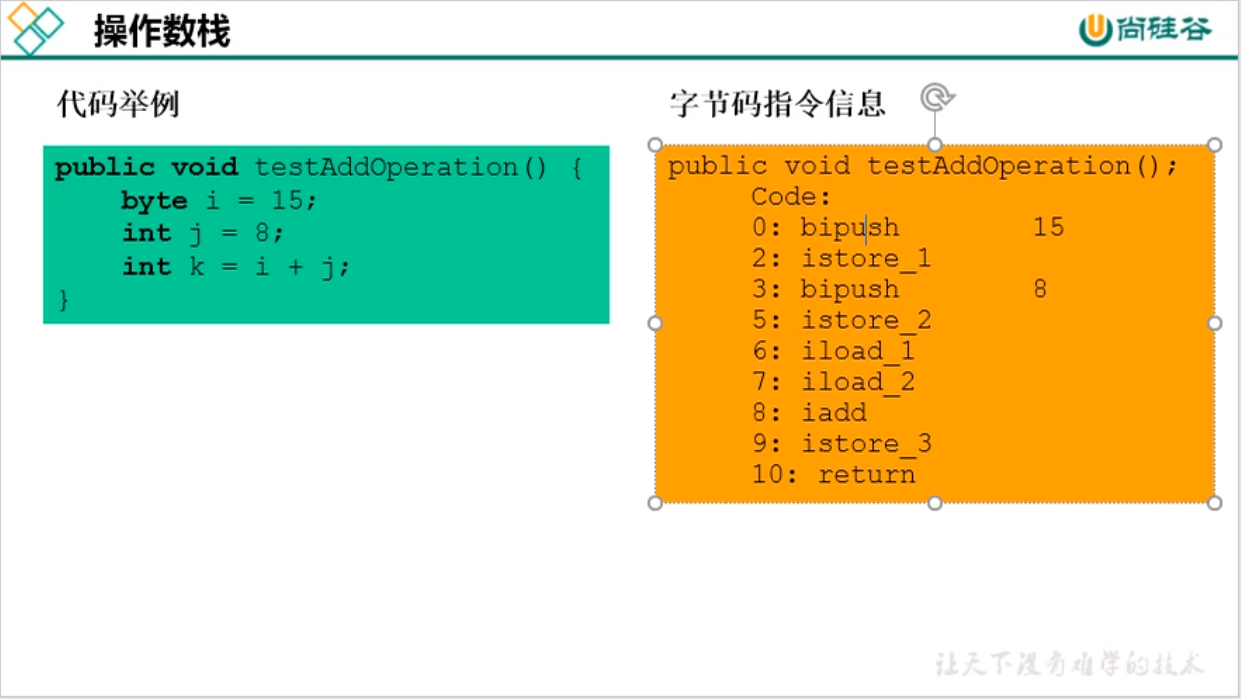 操作数栈
尚硅谷
代码举例
public void testAddOperation() {
byte i = 15;
int j = 8;
int k = i + j;
}
字节码指令信息
public void testAddOperation();
Code:
0: bipush 15
2: istore_1
3: bipush 8
5: istore_2
6: iload_1
7: iload_2
8: iadd
9: istore_3
10: return
让天下没有难学的技术